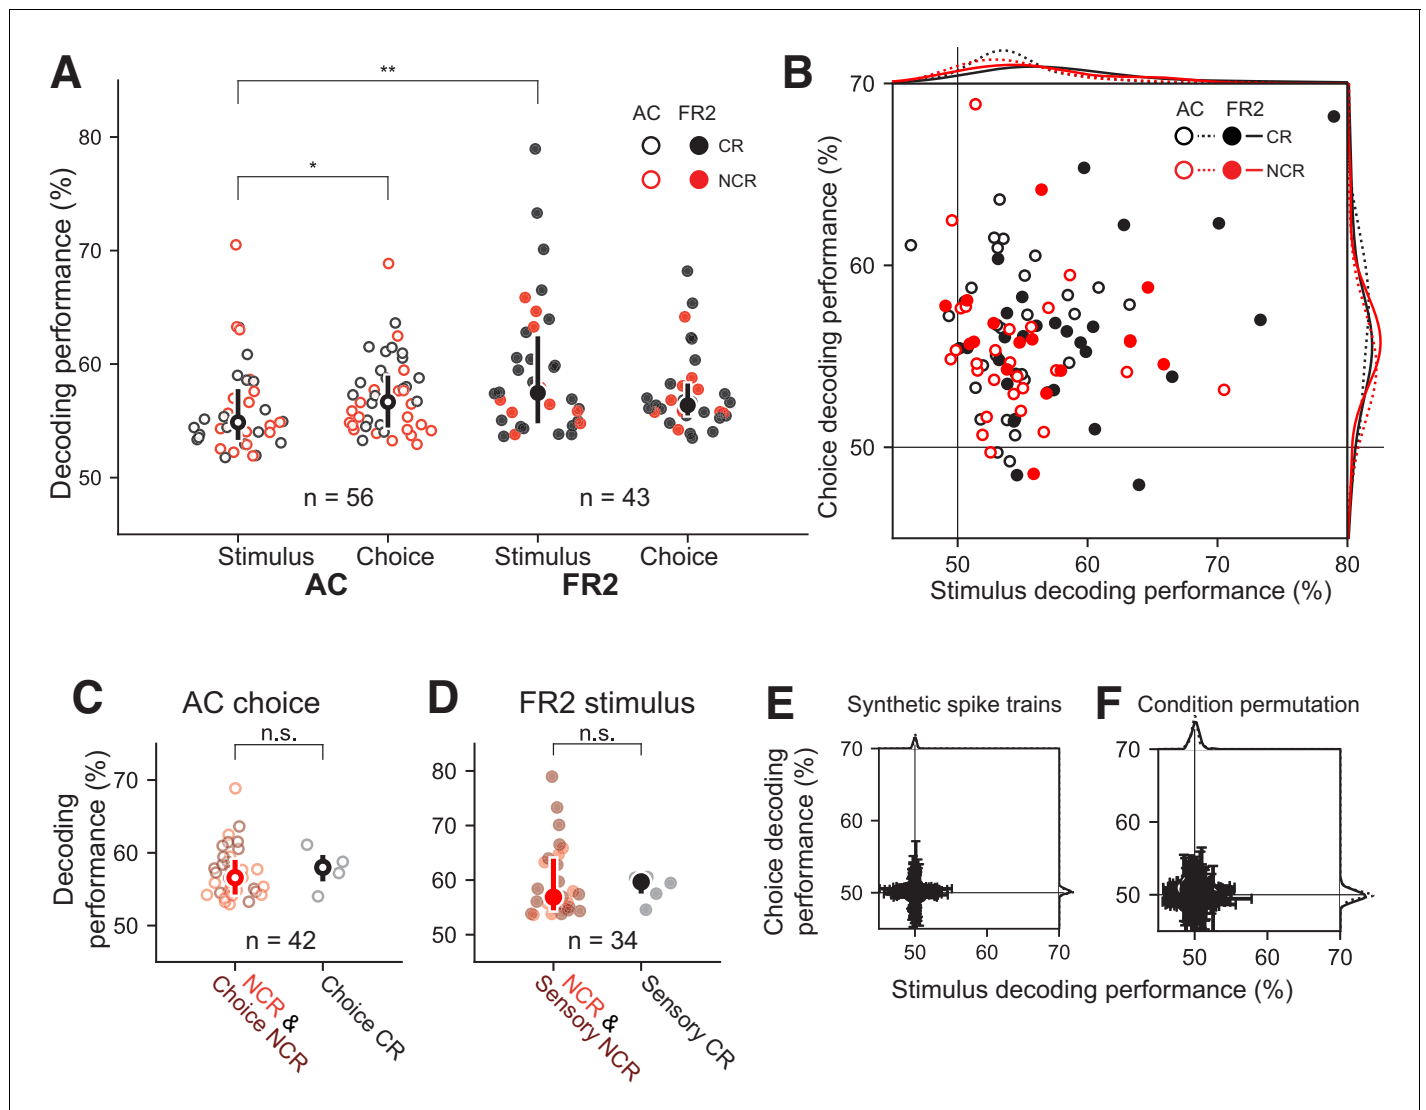 A
**
*
Decoding performance (%)
80
70
60
50
AC FR2
CR
NCR
n = 56
n = 43
Stimulus Choice Stimulus Choice
AC FR2
B
Choice decoding performance (%)
70
60
50
AC FR2
CR
NCR
50 60 70 80
Stimulus decoding performance (%)
C
AC choice
n.s.
Decoding
performance (%)
70
60
50
n = 42
NCR &
Choice NCR
Choice CR
D
FR2 stimulus
n.s.
80
70
60
50
n = 34
NCR &
Sensory NCR
Sensory CR
E
Synthetic spike trains
Choice decoding
performance (%)
70
60
50
50 60 70
F
Condition permutation
70
60
50
50 60 70
Stimulus decoding performance (%)